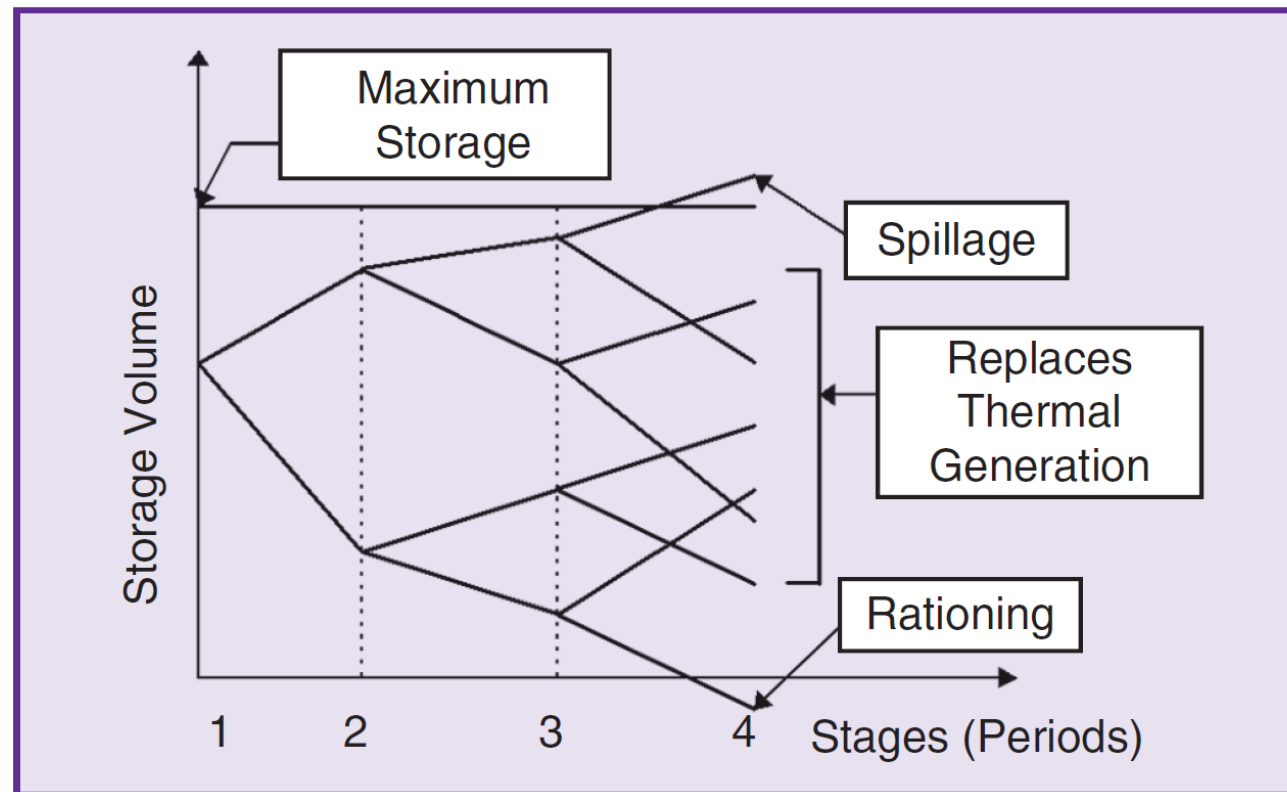 Maximum
Storage
Spillage
Replaces
Thermal
Generation
Rationing
Storage Volume
1 2 3 4 Stages (Periods)